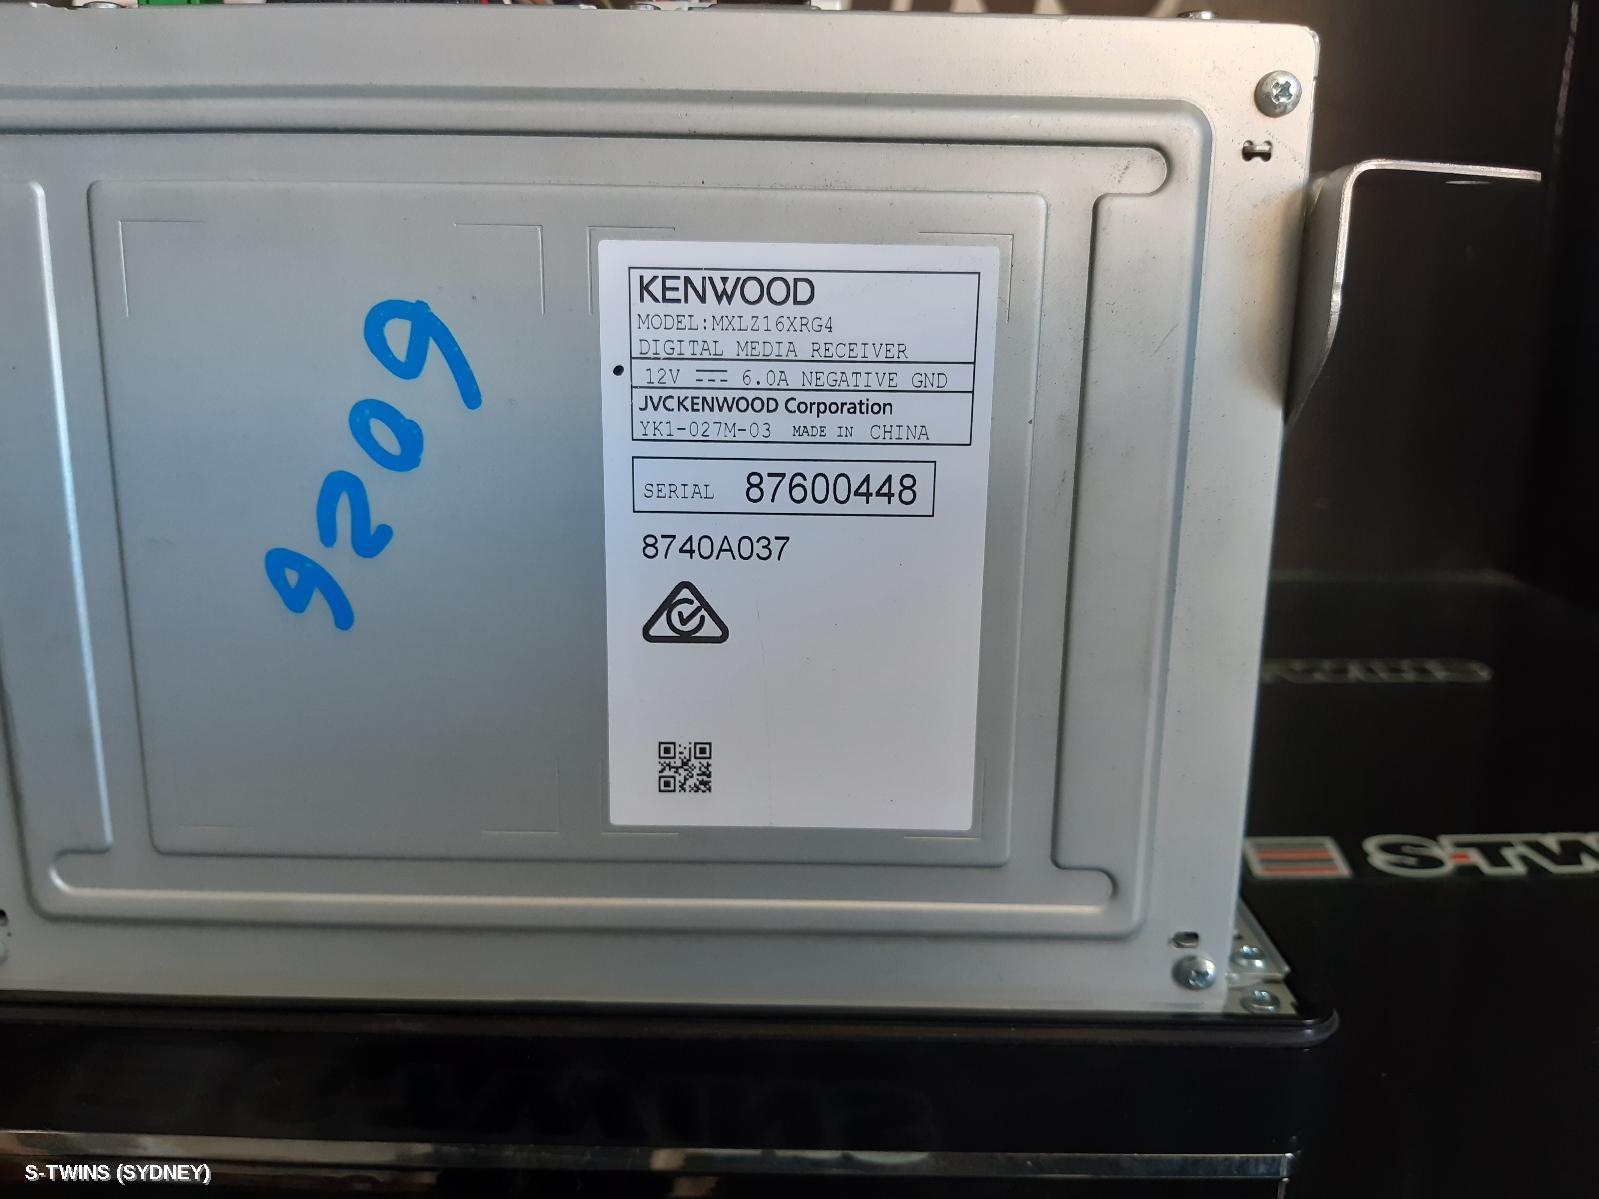 KENWOOD
MODEL:MXLZ16XRG4
DIGITAL MEDIA RECEIVER
12V 6.0A NEGATIVE GND
JVCKENWOOD Corporation
YK1-027M-03 MADE IN CHINA
SERIAL 87600448
8740A037
9209
S-TW
S-TWINS (SYDNEY)